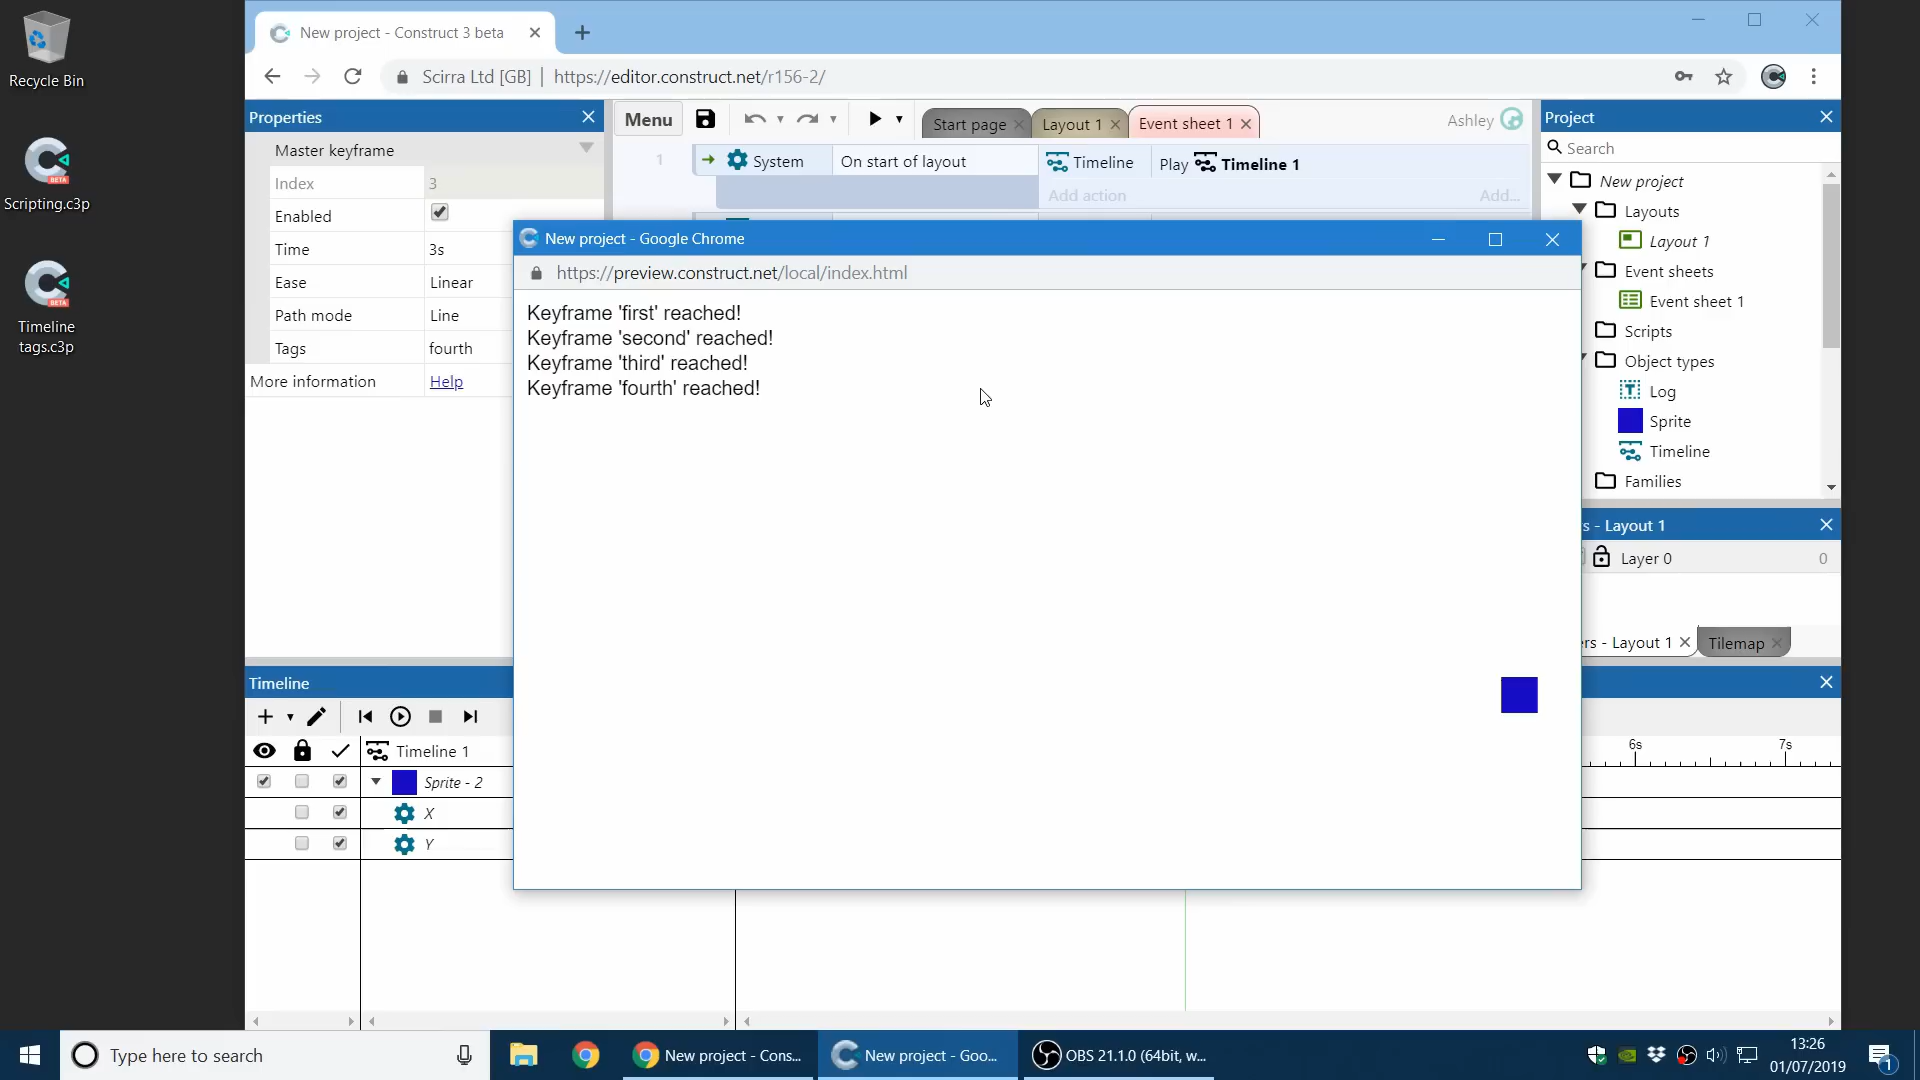 Recycle Bin
Scripting.c3p
Timeline
tags.c3p
New project - Construct 3 beta
Scirra Ltd [GB] | https://editor.construct.net/r156-2/
Properties
Master keyframe
Index 3
Enabled
Time 3s
Ease Linear
Path mode Line
Tags fourth
More information Help
Menu
Start page
Layout 1
Event sheet 1
Ashley
1 System On start of layout Timeline Play Timeline 1
Add action Add...
New project - Google Chrome
https://preview.construct.net/local/index.html
Keyframe 'first' reached!
Keyframe 'second' reached!
Keyframe 'third' reached!
Keyframe 'fourth' reached!
Project
Search
New project
Layouts
Layout 1
Event sheets
Event sheet 1
Scripts
Object types
Log
Sprite
Timeline
Families
s - Layout 1
Layer 0 0
rs - Layout 1
Tilemap
Timeline
Timeline 1
6s 7s
Sprite - 2
X
Y
Type here to search
New project - Cons...
New project - Goo...
OBS 21.1.0 (64bit, w...
13:26
01/07/2019
1